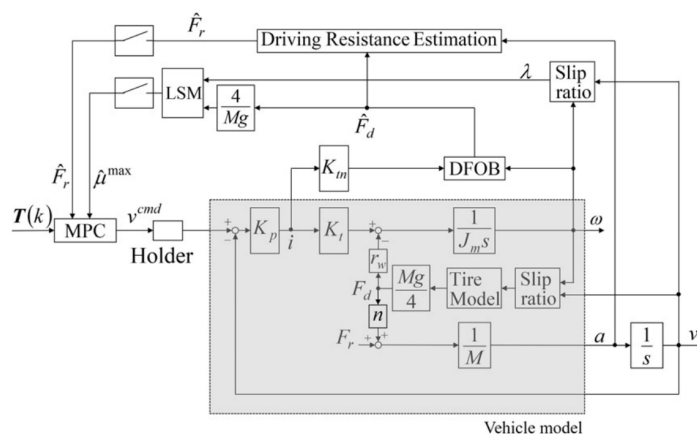 F̂_r
Driving Resistance Estimation
λ
Slip
ratio
LSM
4
Mg
F̂_d
F̂_r
μ̂^max
K_tn
DFOB
T(k)
MPC
v^cmd
Holder
+
−
K_p
i
K_t
+
−
1
J_m s
ω
r_w
F_d
Mg
4
Tire
Model
Slip
ratio
n
F_r
+
+
1
M
a
1
s
v
Vehicle model